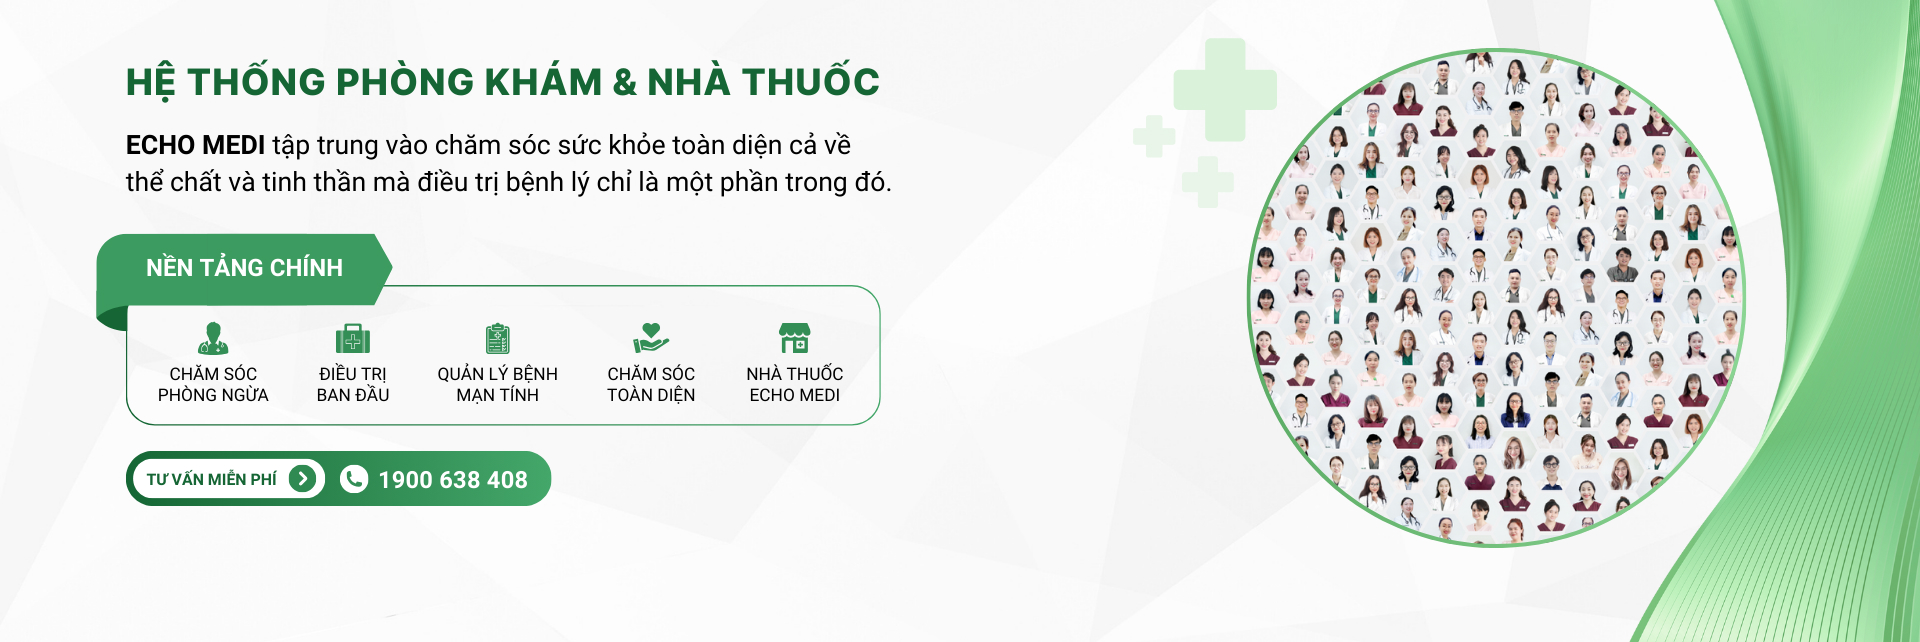 HỆ THỐNG PHÒNG KHÁM & NHÀ THUỐC
ECHO MEDI tập trung vào chăm sóc sức khỏe toàn diện cả về
thể chất và tinh thần mà điều trị bệnh lý chỉ là một phần trong đó.
NỀN TẢNG CHÍNH
CHĂM SÓC
PHÒNG NGỪA
ĐIỀU TRỊ
BAN ĐẦU
QUẢN LÝ BỆNH
MẠN TÍNH
CHĂM SÓC
TOÀN DIỆN
NHÀ THUỐC
ECHO MEDI
TƯ VẤN MIỄN PHÍ
1900 638 408